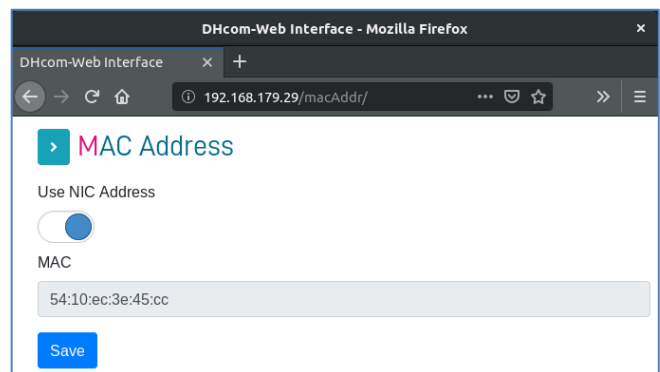 DHcom-Web Interface - Mozilla Firefox
DHcom-Web Interface
192.168.179.29/macAddr/
MAC Address
Use NIC Address
MAC
54:10:ec:3e:45:cc
Save